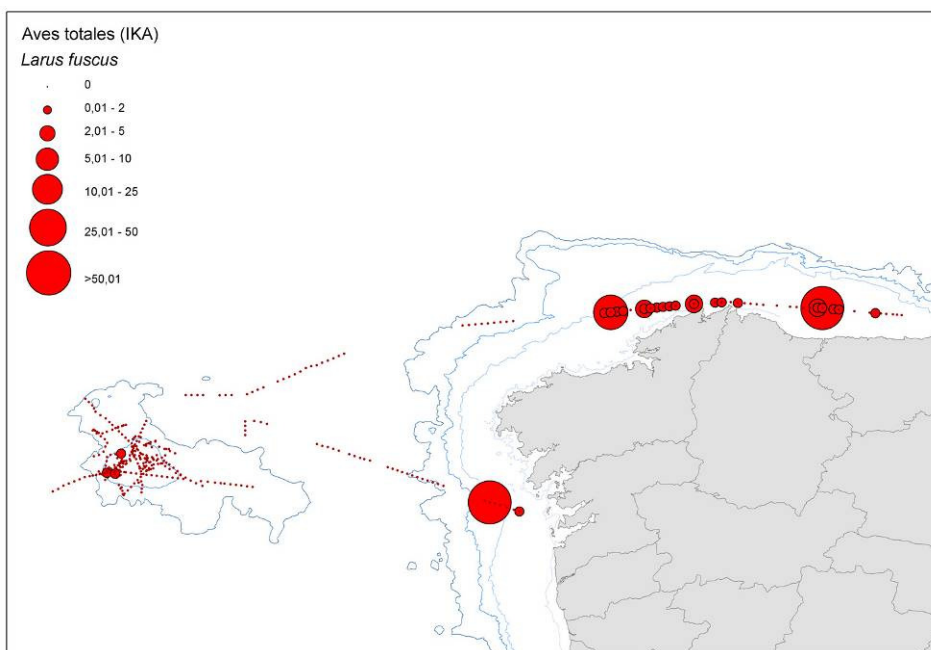 Aves totales (IKA)
Larus fuscus
0
0,01 - 2
2,01 - 5
5,01 - 10
10,01 - 25
25,01 - 50
>50,01